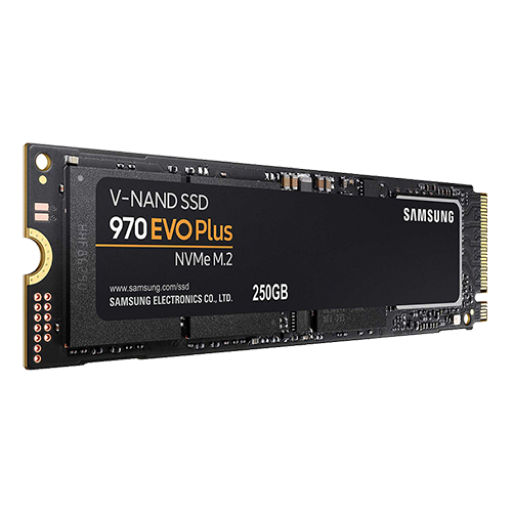 V-NAND SSD
970 EVO Plus
NVMe M.2
www.samsung.com/ssd
SAMSUNG ELECTRONICS CO., LTD.
250GB
SAMSUNG